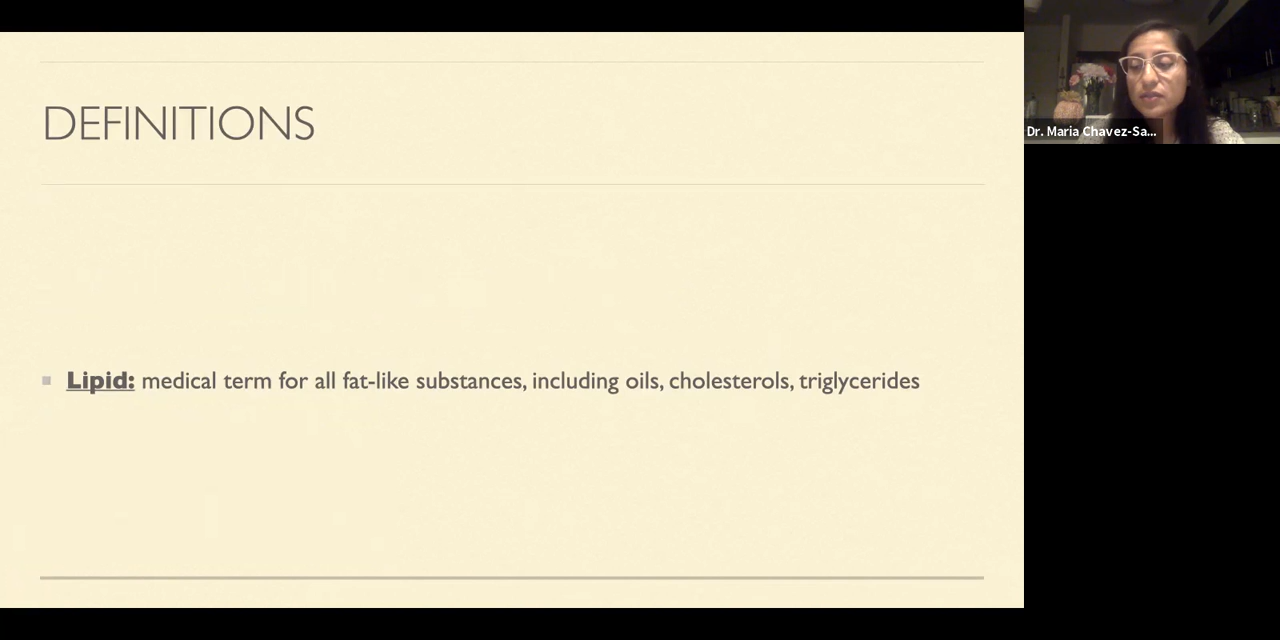 DEFINITIONS
Lipid: medical term for all fat-like substances, including oils, cholesterols, triglycerides
Dr. Maria Chavez-Sa...